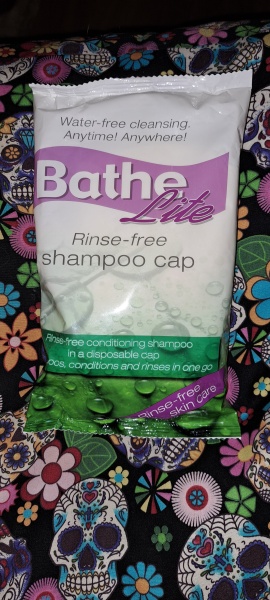 Water-free cleansing.
Anytime! Anywhere!
Bathe
Lite
Rinse-free
shampoo cap
Rinse-free conditioning shampoo
in a disposable cap
conditions and rinses in one go
Rinse-free
skin care